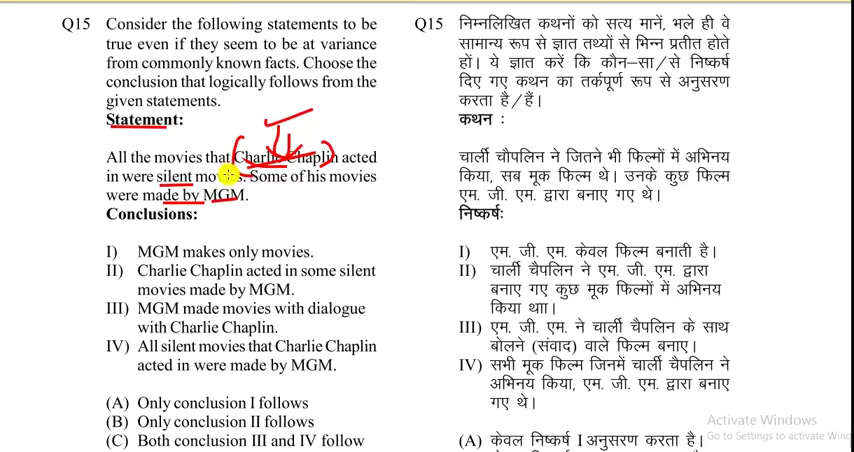 Q15 Consider the following statements to be
true even if they seem to be at variance
from commonly known facts. Choose the
conclusion that logically follows from the
given statements.
Statement:
All the movies that Charlie Chaplin acted
in were silent movies. Some of his movies
were made by MGM.
Conclusions:
I) MGM makes only movies.
II) Charlie Chaplin acted in some silent
movies made by MGM.
III) MGM made movies with dialogue
with Charlie Chaplin.
IV) All silent movies that Charlie Chaplin
acted in were made by MGM.
(A) Only conclusion I follows
(B) Only conclusion II follows
(C) Both conclusion III and IV follow
Q15 निम्नलिखित कथनों को सत्य मानें, भले ही वे
सामान्य रूप से ज्ञात तथ्यों से भिन्न प्रतीत होते
हों। ये ज्ञात करें कि कौन–सा/से निष्कर्ष
दिए गए कथन का तर्कपूर्ण रूप से अनुसरण
करता है/हैं।
कथन :
चार्ली चौपलिन ने जितने भी फिल्मों में अभिनय
किया, सब मूक फिल्म थे। उनके कुछ फिल्म
एम. जी. एम. द्वारा बनाए गए थे।
निष्कर्षः
I) एम. जी. एम. केवल फिल्म बनाती है।
II) चार्ली चैपलिन ने एम. जी. एम. द्वारा
बनाए गए कुछ मूक फिल्मों में अभिनय
किया थाा।
III) एम. जी. एम. ने चार्ली चैपलिन के साथ
बोलने (संवाद) वाले फिल्म बनाए।
IV) सभी मूक फिल्म जिनमें चार्ली चैपलिन ने
अभिनय किया, एम. जी. एम. द्वारा बनाए
गए थे।
(A) केवल निष्कर्ष I अनुसरण करता है।
Activate Windows
Go to Settings to activate Wind